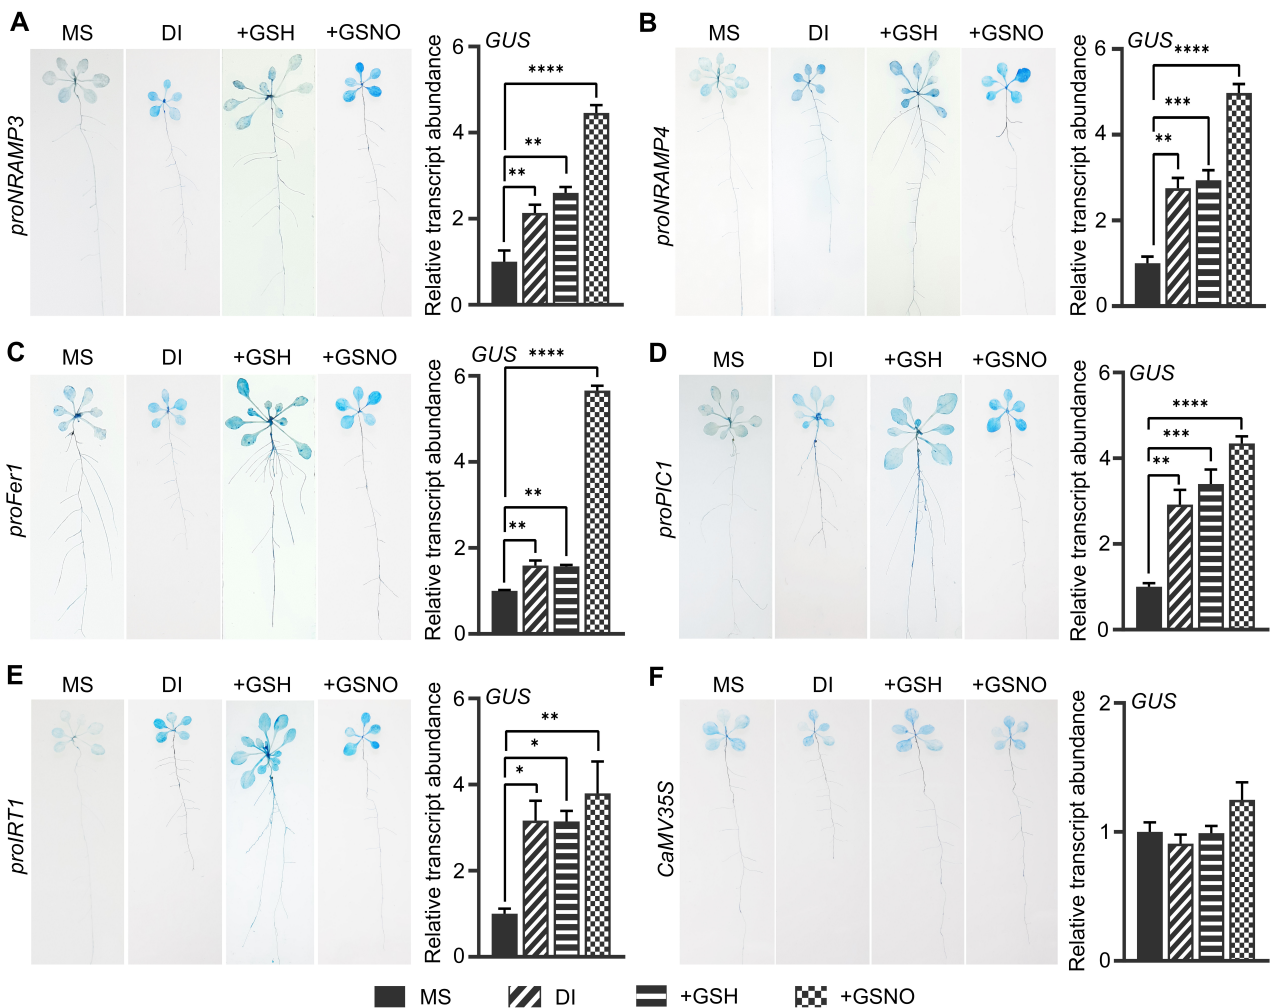 A
MS DI +GSH +GSNO
proNRAMP3
Relative transcript abundance
GUS
6
4
2
0
****
**
**
B
MS DI +GSH +GSNO
proNRAMP4
Relative transcript abundance
GUS
6
4
2
0
****
***
**
C
MS DI +GSH +GSNO
proFer1
Relative transcript abundance
GUS
6
4
2
0
****
**
**
D
MS DI +GSH +GSNO
proPIC1
Relative transcript abundance
GUS
6
4
2
0
****
***
**
E
MS DI +GSH +GSNO
proIRT1
Relative transcript abundance
GUS
6
4
2
0
**
*
*
F
MS DI +GSH +GSNO
CaMV35S
Relative transcript abundance
GUS
2
1
0
MS DI +GSH +GSNO